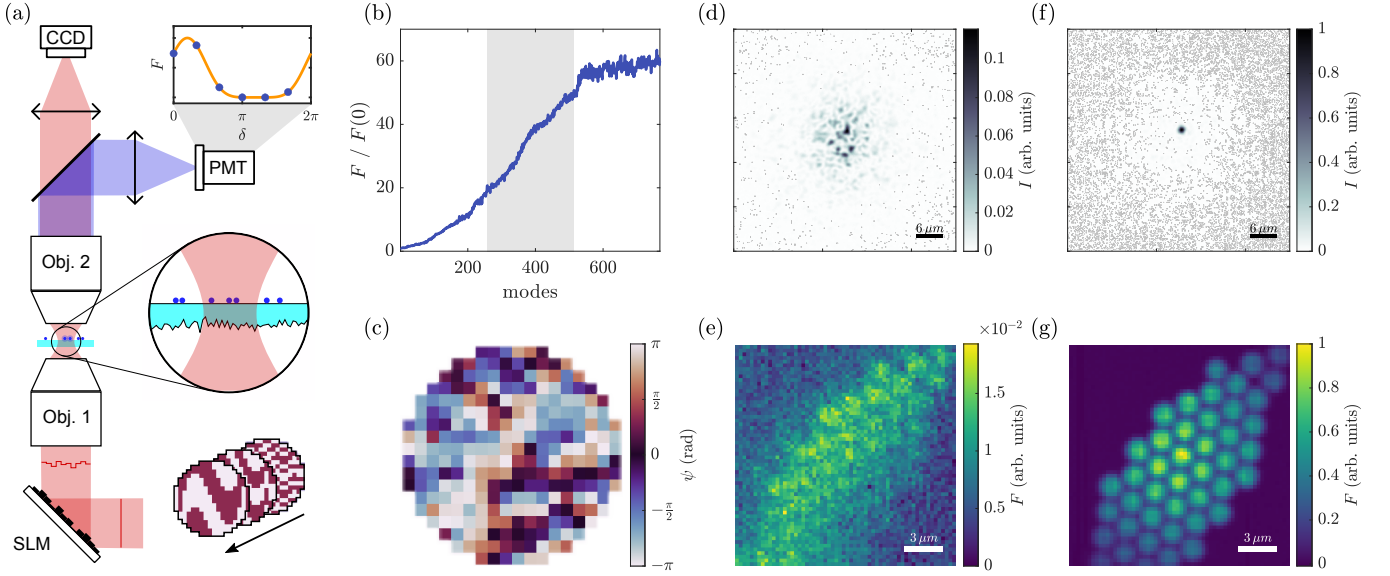 (a)
CCD
F
0
π
2π
δ
PMT
Obj. 2
Obj. 1
SLM
(b)
F / F(0)
60
40
20
0
200
400
600
modes
(c)
π
π/2
0
−π/2
−π
ψ (rad)
(d)
0.1
0.08
0.06
0.04
0.02
0
I (arb. units)
6 μm
(e)
×10⁻²
1.5
1
0.5
0
F (arb. units)
3 μm
(f)
1
0.8
0.6
0.4
0.2
0
I (arb. units)
6 μm
(g)
1
0.8
0.6
0.4
0.2
0
F (arb. units)
3 μm